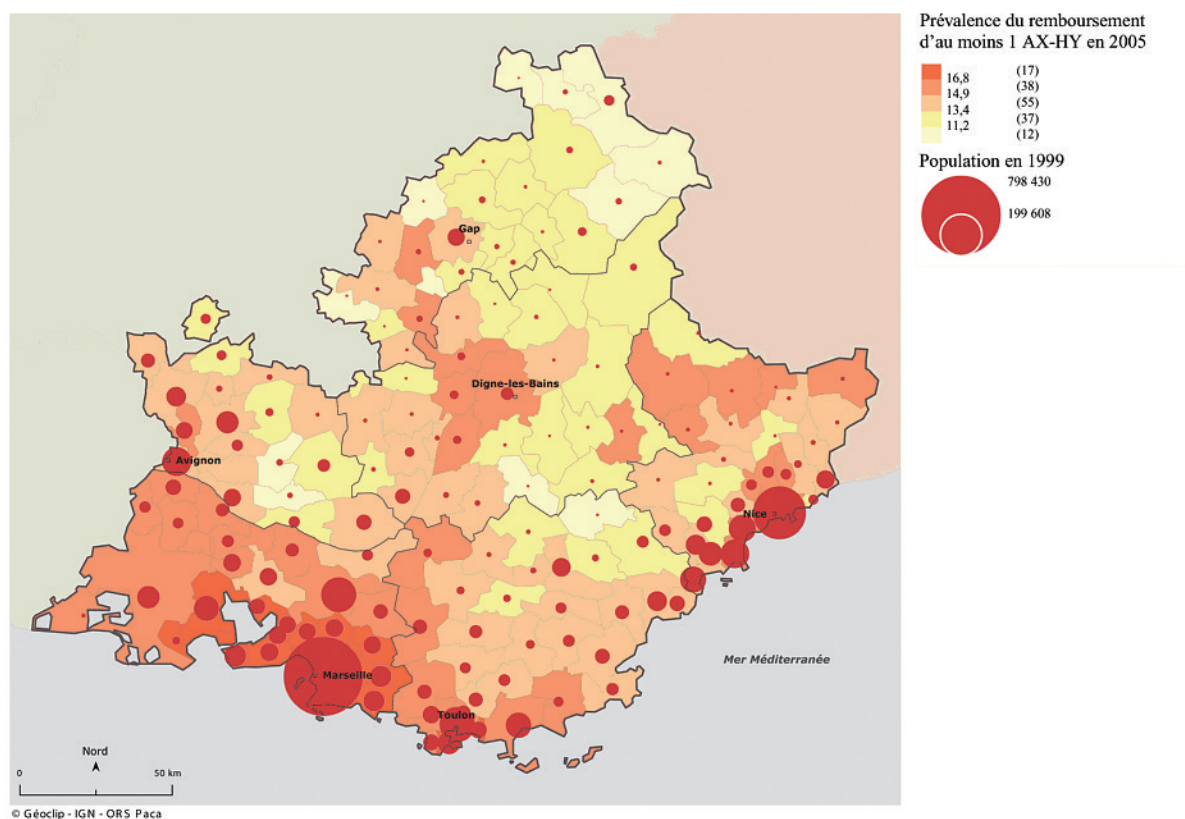 Prévalence du remboursement
d’au moins 1 AX-HY en 2005
(17)
16,8
(38)
14,9
(55)
13,4
(37)
11,2
(12)
Population en 1999
798 430
199 608
Gap
Digne-les-Bains
Avignon
Nice
Marseille
Mer Méditerranée
Toulon
Nord
0 50 km
© Géoclip - IGN - ORS Paca